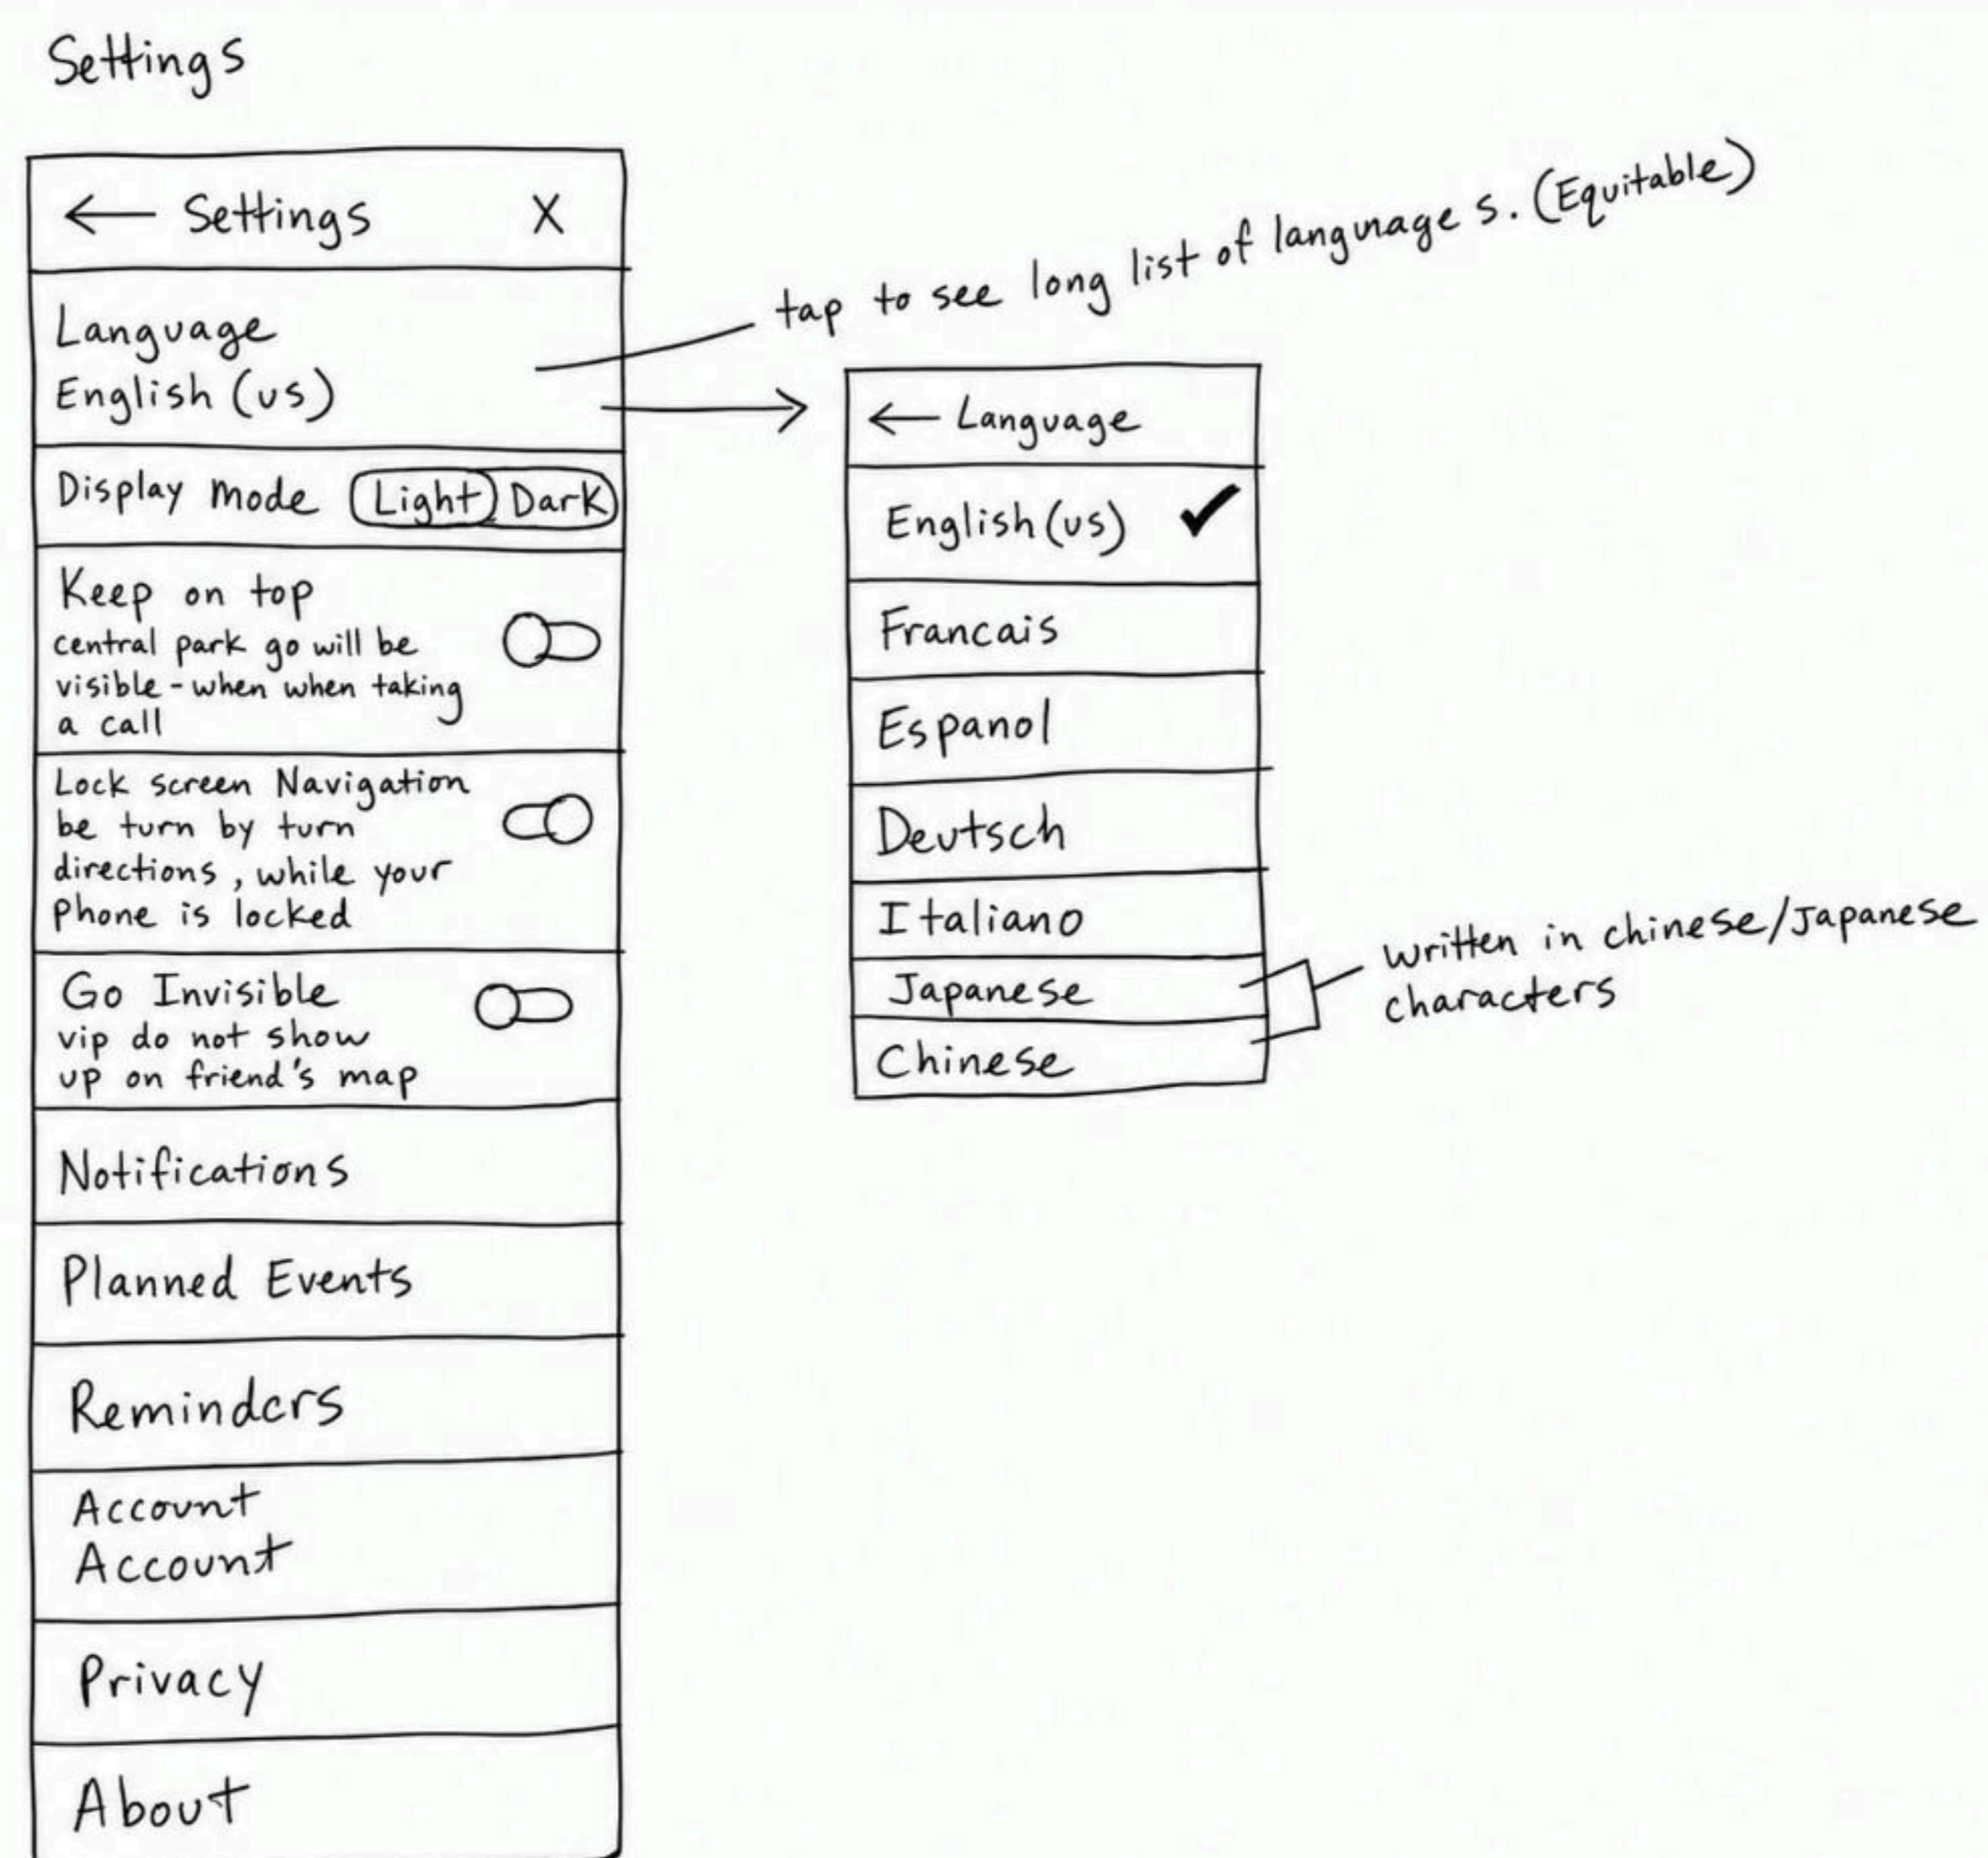 Settings
← Settings X
Language
English (us)
Display mode Light Dark
Keep on top
central park go will be
visible - when when taking
a call
Lock screen Navigation
be turn by turn
directions, while your
Phone is locked
Go Invisible
vip do not show
up on friend's map
Notifications
Planned Events
Remindcrs
Account
Account
Privacy
About
tap to see long list of language s. (Equitable)
← Language
English (us) ✔
Francais
Espanol
Deutsch
Italiano
Japanese
Chinese
written in chinese/Japanese
characters